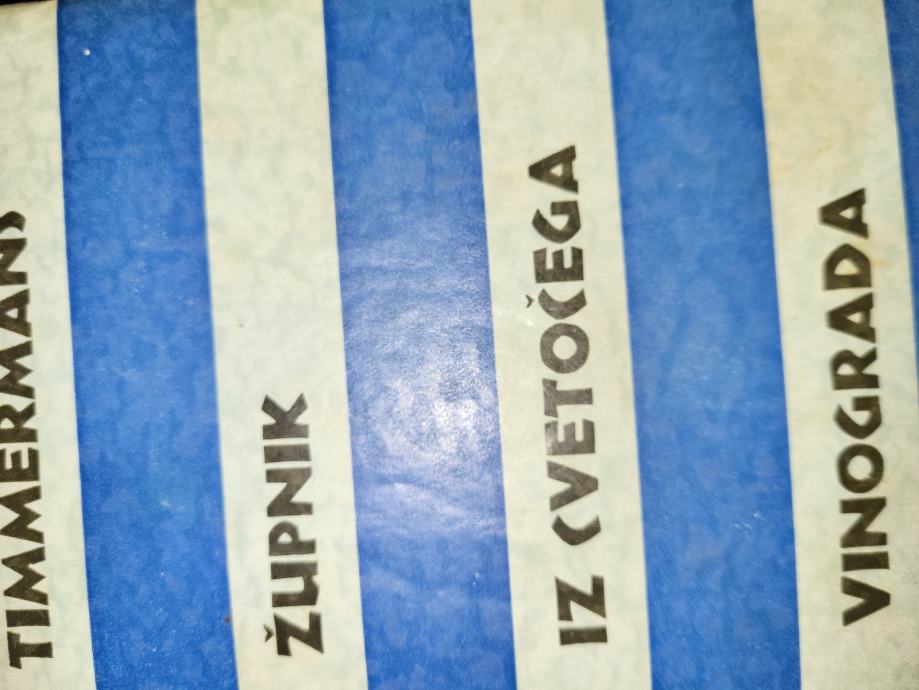 TIMMERMANS
ŽUPNIK
IZ CVETOČEGA
VINOGRADA